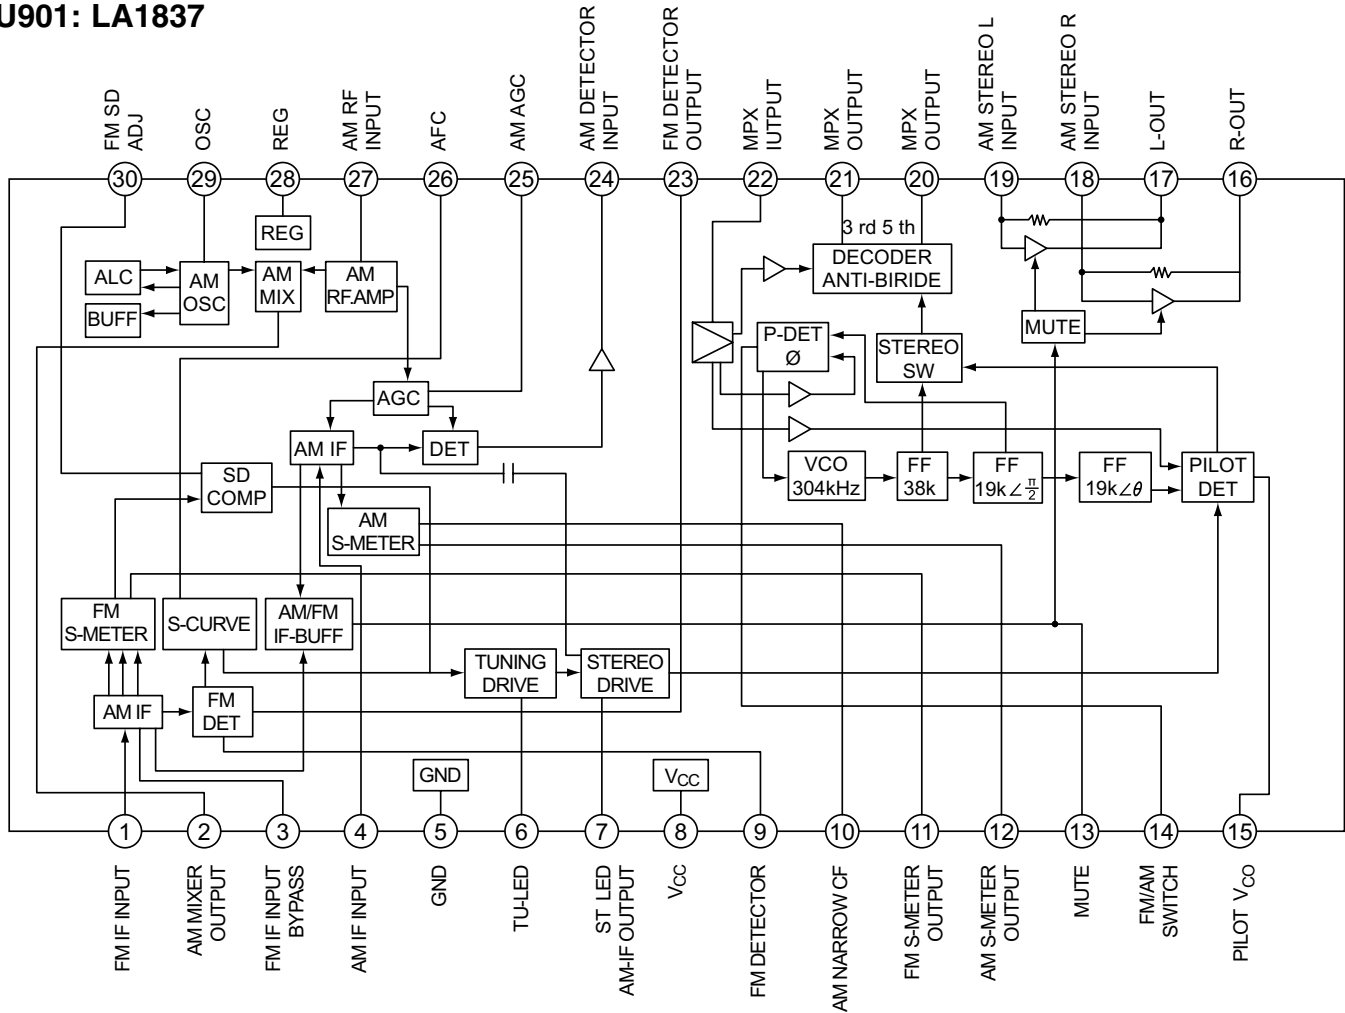 U901: LA1837
FM SD
ADJ
OSC
REG
AM RF
INPUT
AFC
AM AGC
AM DETECTOR
INPUT
FM DETECTOR
OUTPUT
MPX
IUTPUT
MPX
OUTPUT
MPX
OUTPUT
AM STEREO L
INPUT
AM STEREO R
INPUT
L-OUT
R-OUT
30
29
28
27
26
25
24
23
22
21
20
19
18
17
16
REG
3 rd 5 th
ALC
AM
OSC
BUFF
AM
MIX
AM
RF.AMP
DECODER
ANTI-BIRIDE
MUTE
P-DET
Ø
STEREO
SW
AGC
AM IF
DET
SD
COMP
VCO
304kHz
FF
38k
FF
19k∠π/2
FF
19k∠θ
PILOT
DET
AM
S-METER
FM
S-METER
S-CURVE
AM/FM
IF-BUFF
TUNING
DRIVE
STEREO
DRIVE
AM IF
FM
DET
GND
VCC
1
2
3
4
5
6
7
8
9
10
11
12
13
14
15
FM IF INPUT
AM MIXER
OUTPUT
FM IF INPUT
BYPASS
AM IF INPUT
GND
TU-LED
ST LED
AM-IF OUTPUT
VCC
FM DETECTOR
AM NARROW CF
FM S-METER
OUTPUT
AM S-METER
OUTPUT
MUTE
FM/AM
SWITCH
PILOT VCO